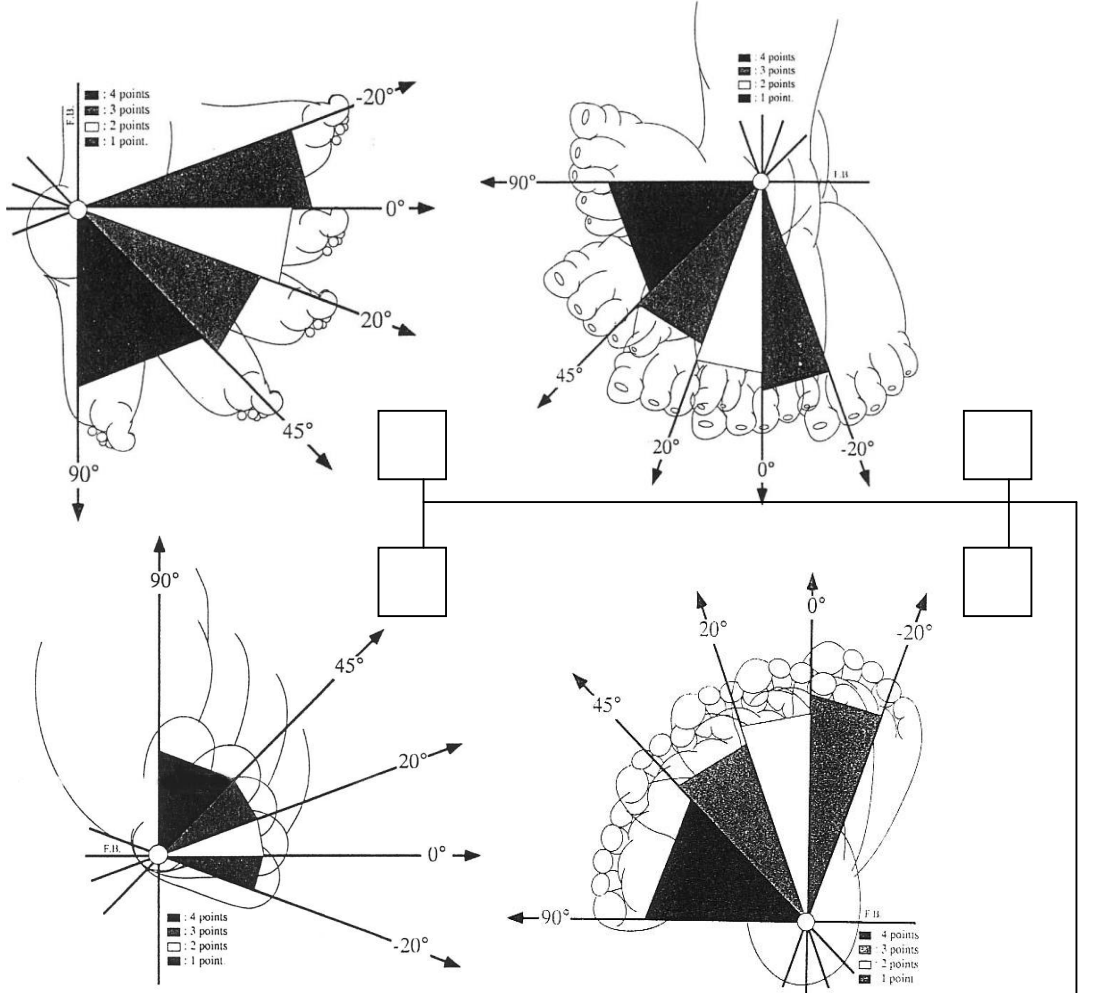 F.B.
: 4 points
: 3 points
: 2 points
: 1 point.
-20°
0°
20°
45°
90°
: 4 points
: 3 points
: 2 points
: 1 point.
90°
F.B
45°
20°
0°
-20°
90°
45°
20°
F.B.
0°
-20°
: 4 points
: 3 points
: 2 points
: 1 point.
0°
20°
-20°
45°
90°
F B
4 points
: 3 points
: 2 points
1 point